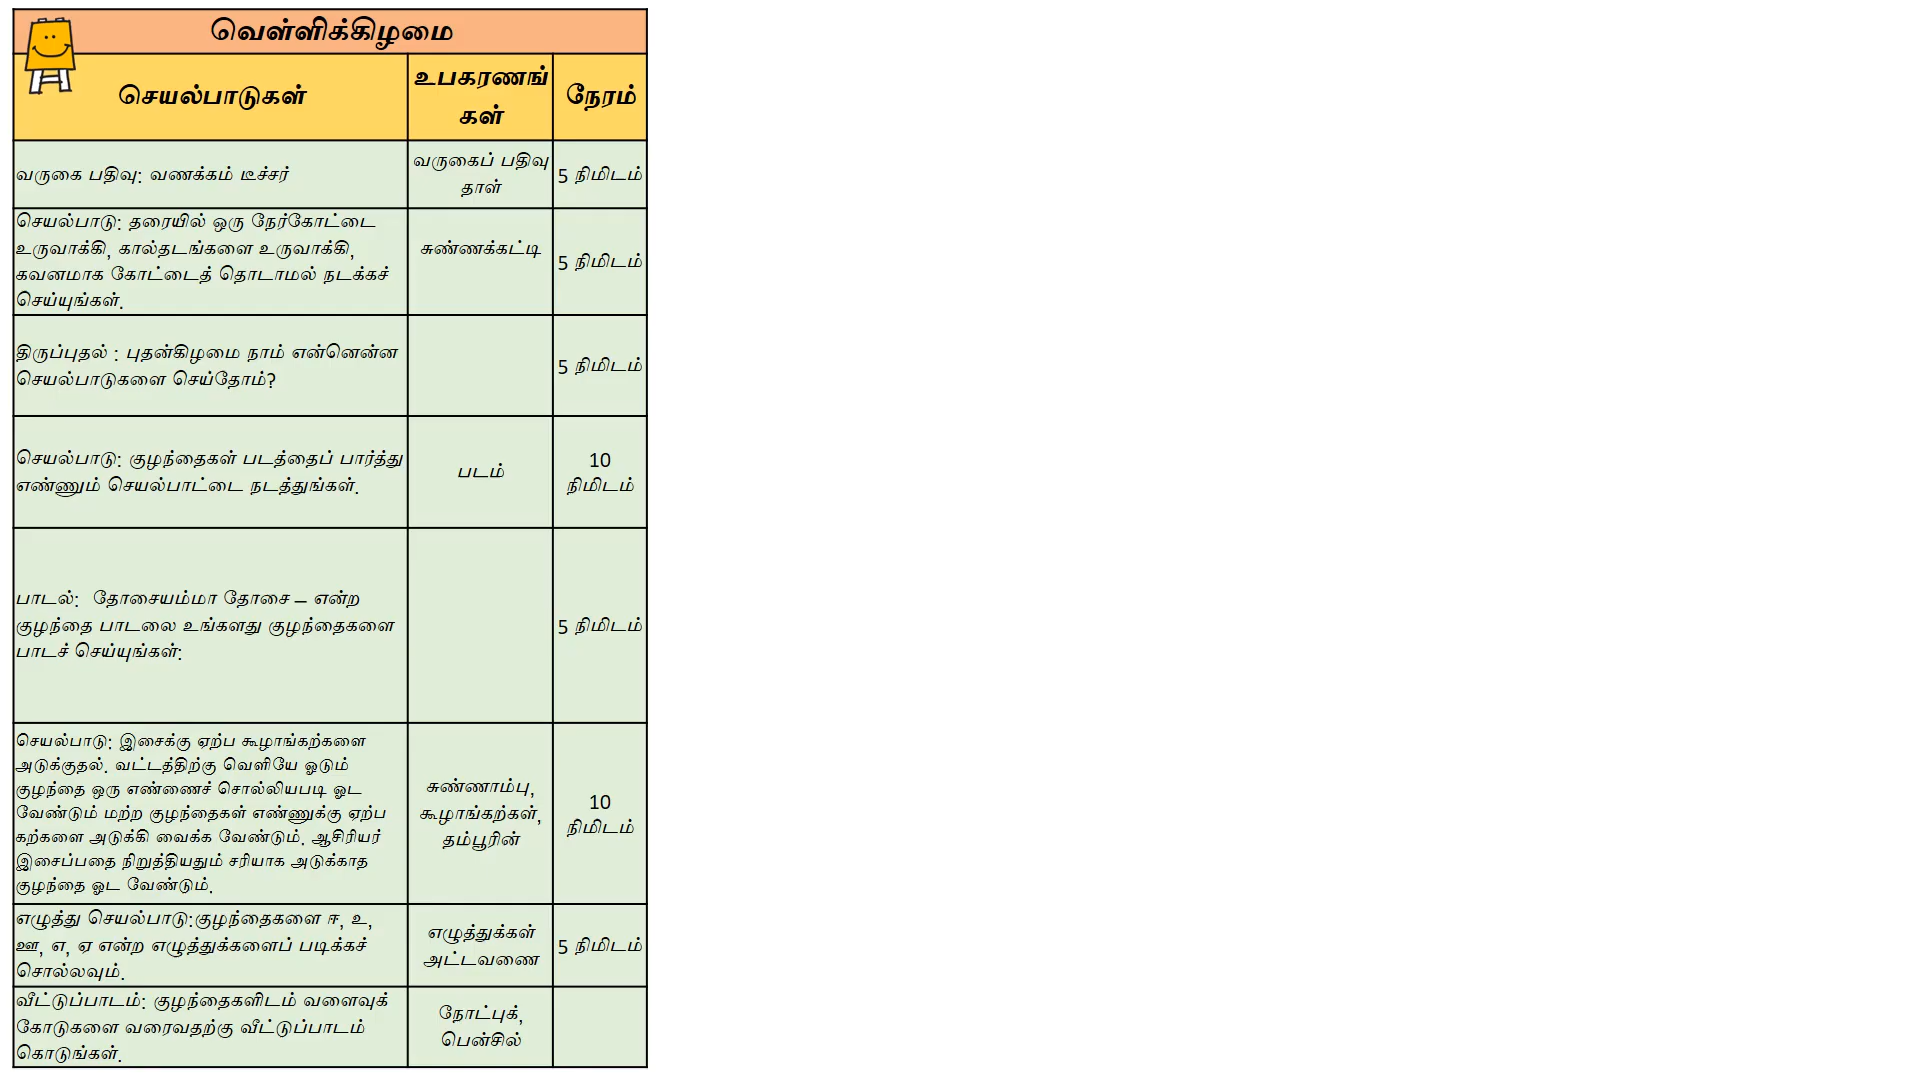 வெள்ளிக்கிழமை
செயல்பாடுகள்
உபகரணங்
கள்
நேரம்
வருகை பதிவு: வணக்கம் டீச்சர்
வருகைப் பதிவு
தாள்
5 நிமிடம்
செயல்பாடு: தரையில் ஒரு நேர்கோட்டை
உருவாக்கி, கால்தடங்களை உருவாக்கி,
கவனமாக கோட்டைத் தொடாமல் நடக்கச்
செய்யுங்கள்.
சுண்ணக்கட்டி
5 நிமிடம்
திருப்புதல் : புதன்கிழமை நாம் என்னென்ன
செயல்பாடுகளை செய்தோம்?
5 நிமிடம்
செயல்பாடு: குழந்தைகள் படத்தைப் பார்த்து
எண்ணும் செயல்பாட்டை நடத்துங்கள்.
படம்
10
நிமிடம்
பாடல்:  தோசையம்மா தோசை – என்ற
குழந்தை பாடலை உங்களது குழந்தைகளை
பாடச் செய்யுங்கள்:
5 நிமிடம்
செயல்பாடு: இசைக்கு ஏற்ப கூழாங்கற்களை
அடுக்குதல். வட்டத்திற்கு வெளியே ஓடும்
குழந்தை ஒரு எண்ணைச் சொல்லியபடி ஓட
வேண்டும் மற்ற குழந்தைகள் எண்ணுக்கு ஏற்ப
கற்களை அடுக்கி வைக்க வேண்டும். ஆசிரியர்
இசைப்பதை நிறுத்தியதும் சரியாக அடுக்காத
குழந்தை ஓட வேண்டும்.
சுண்ணாம்பு,
கூழாங்கற்கள்,
தம்பூரின்
10
நிமிடம்
எழுத்து செயல்பாடு:குழந்தைகளை ஈ, உ,
ஊ, எ, ஏ என்ற எழுத்துக்களைப் படிக்கச்
சொல்லவும்.
எழுத்துக்கள்
அட்டவணை
5 நிமிடம்
வீட்டுப்பாடம்: குழந்தைகளிடம் வளைவுக்
கோடுகளை வரைவதற்கு வீட்டுப்பாடம்
கொடுங்கள்.
நோட்புக்,
பென்சில்